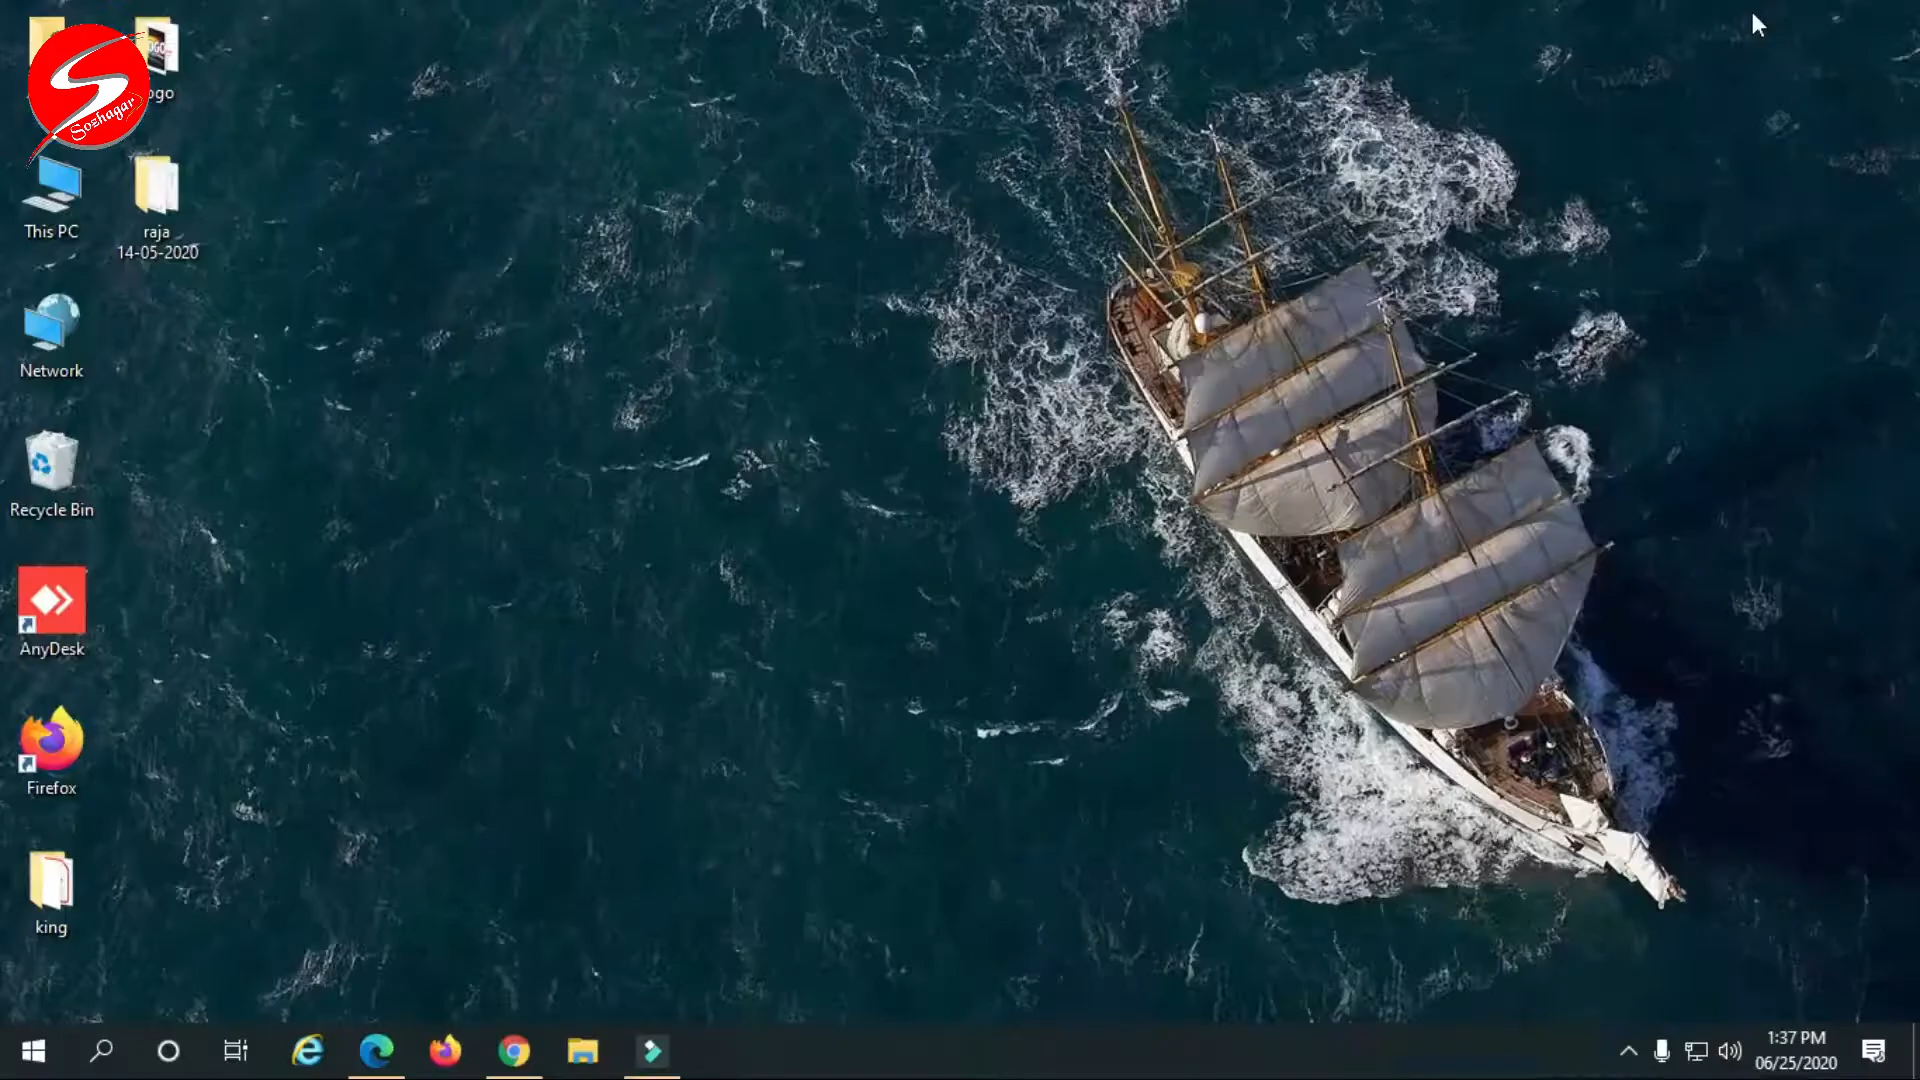 Sozhagar
ogo
This PC
raja
14-05-2020
Network
Recycle Bin
AnyDesk
Firefox
king
1:37 PM
06/25/2020